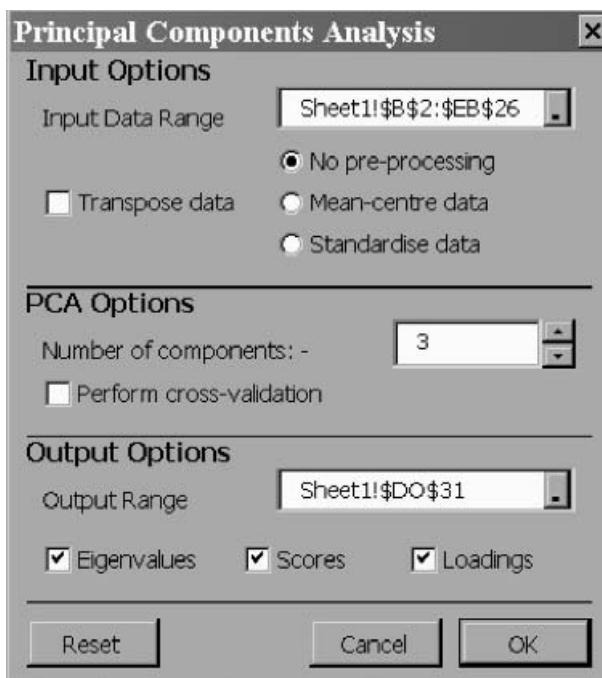 Principal Components Analysis
Input Options
Input Data Range Sheet1!$B$2:$EB$26
No pre-processing
Transpose data Mean-centre data
Standardise data
PCA Options
Number of components: - 3
Perform cross-validation
Output Options
Output Range Sheet1!$DO$31
Eigenvalues Scores Loadings
Reset Cancel OK